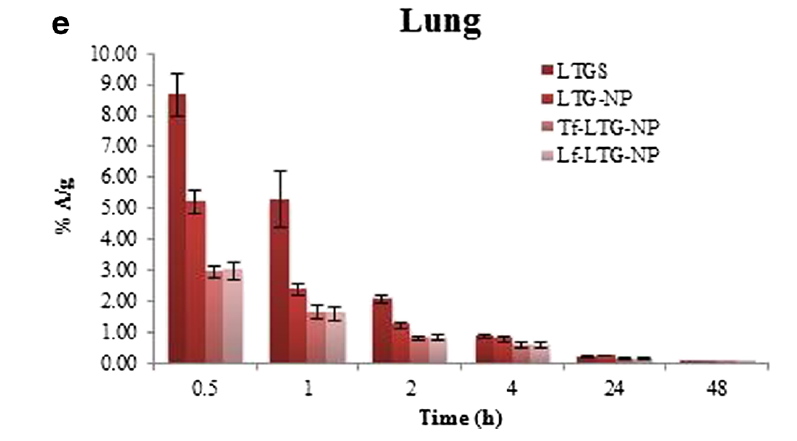 e
Lung
10.00
9.00
8.00
7.00
6.00
5.00
4.00
3.00
2.00
1.00
0.00
% A/g
LTGS
LTG-NP
Tf-LTG-NP
Lf-LTG-NP
0.5 1 2 4 24 48
Time (h)